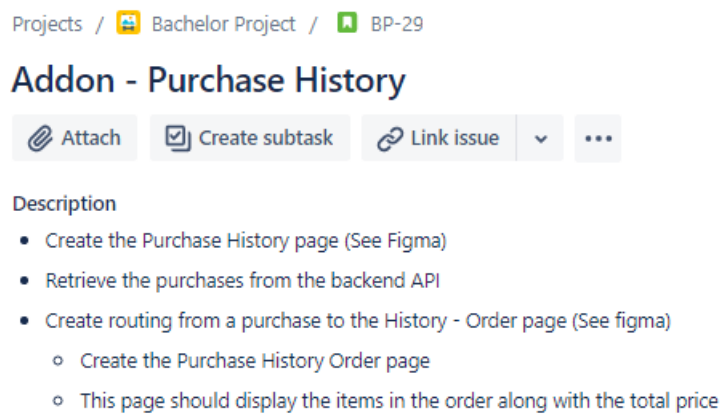 Projects / Bachelor Project / BP-29
Addon - Purchase History
Attach Create subtask Link issue
Description
• Create the Purchase History page (See Figma)
• Retrieve the purchases from the backend API
• Create routing from a purchase to the History - Order page (See figma)
◦ Create the Purchase History Order page
◦ This page should display the items in the order along with the total price